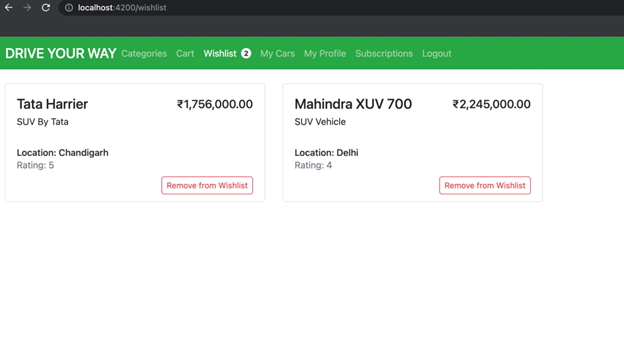 localhost:4200/wishlist
DRIVE YOUR WAY Categories Cart Wishlist 2 My Cars My Profile Subscriptions Logout
Tata Harrier ₹1,756,000.00
SUV By Tata
Location: Chandigarh
Rating: 5
Remove from Wishlist
Mahindra XUV 700 ₹2,245,000.00
SUV Vehicle
Location: Delhi
Rating: 4
Remove from Wishlist